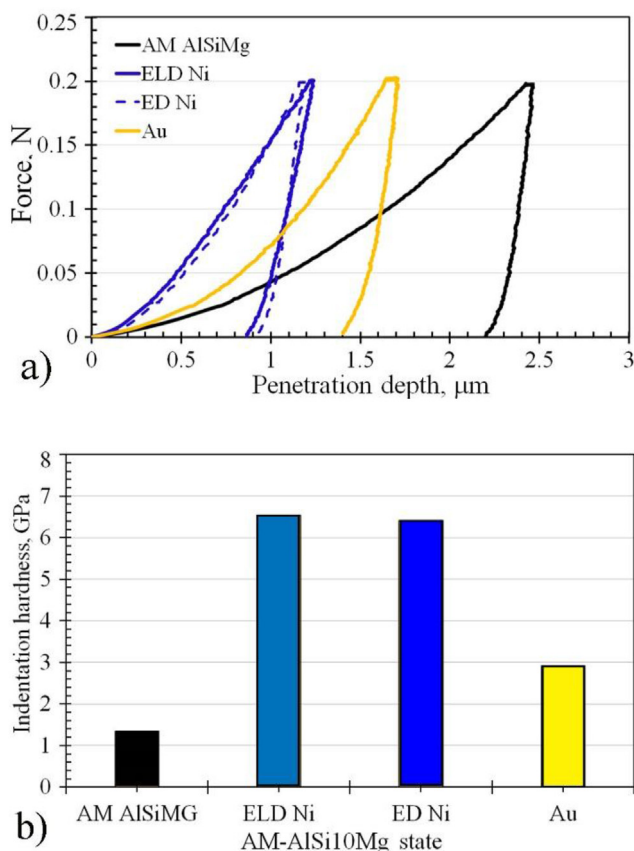 a)
AM AlSiMg
ELD Ni
ED Ni
Au
Force. N
0.2
0.15
0.1
0.05
0
0 0.5 1 1.5 2 2.5 3
Penetration depth, μm
b)
Indentation hardness, GPa
8
7
6
5
4
3
2
1
0
AM AlSiMG ELD Ni ED Ni Au
AM-AlSi10Mg state